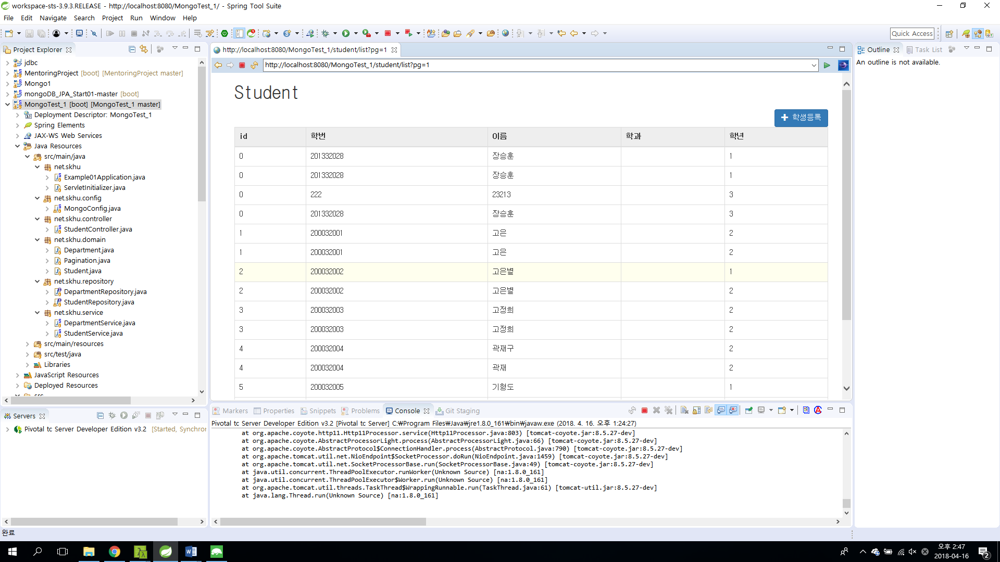 workspace-sts-3.9.3.RELEASE - http://localhost:8080/MongoTest_1/ - Spring Tool Suite
File Edit Navigate Search Project Run Window Help
Quick Access
Project Explorer
jdbc
MentoringProject [boot] [MentoringProject master]
Mongo1
mongoDB_JPA_Start01-master [boot]
MongoTest_1 [boot] [MongoTest_1 master]
Deployment Descriptor: MongoTest_1
Spring Elements
JAX-WS Web Services
Java Resources
src/main/java
net.skhu
Example01Application.java
ServletInitializer.java
net.skhu.config
MongoConfig.java
net.skhu.controller
StudentController.java
net.skhu.domain
Department.java
Pagination.java
Student.java
net.skhu.repository
DepartmentRepository.java
StudentRepository.java
net.skhu.service
DepartmentService.java
StudentService.java
src/main/resources
src/test/java
Libraries
JavaScript Resources
Deployed Resources
src
Servers
Pivotal tc Server Developer Edition v3.2 [Started, Synchror
http://localhost:8080/MongoTest_1/student/list?pg=1
http://localhost:8080/MongoTest_1/student/list?pg=1
Student
학생등록
id 학번 이름 학과 학년
0 201332028 장승훈 1
0 201332028 장승훈 1
0 222 23213 3
0 201332028 장승훈 3
1 200032001 고은 2
1 200032001 고은 2
2 200032002 고은별 1
2 200032002 고은별 2
3 200032003 고정희 2
3 200032003 고정희 2
4 200032004 곽재구 2
4 200032004 곽재 2
5 200032005 기형도 1
Outline Task List
An outline is not available.
Markers Properties Snippets Problems Console Git Staging
Pivotal tc Server Developer Edition v3.2 [Pivotal tc Server] C:₩Program Files₩Java₩jre1.8.0_161₩bin₩javaw.exe (2018. 4. 16. 오후 1:24:27)
at org.apache.coyote.http11.Http11Processor.service(Http11Processor.java:803) [tomcat-coyote.jar:8.5.27-dev]
at org.apache.coyote.AbstractProcessorLight.process(AbstractProcessorLight.java:66) [tomcat-coyote.jar:8.5.27-dev]
at org.apache.coyote.AbstractProtocol$ConnectionHandler.process(AbstractProtocol.java:790) [tomcat-coyote.jar:8.5.27-dev]
at org.apache.tomcat.util.net.NioEndpoint$SocketProcessor.doRun(NioEndpoint.java:1459) [tomcat-coyote.jar:8.5.27-dev]
at org.apache.tomcat.util.net.SocketProcessorBase.run(SocketProcessorBase.java:49) [tomcat-coyote.jar:8.5.27-dev]
at java.util.concurrent.ThreadPoolExecutor.runWorker(Unknown Source) [na:1.8.0_161]
at java.util.concurrent.ThreadPoolExecutor$Worker.run(Unknown Source) [na:1.8.0_161]
at org.apache.tomcat.util.threads.TaskThread$WrappingRunnable.run(TaskThread.java:61) [tomcat-util.jar:8.5.27-dev]
at java.lang.Thread.run(Unknown Source) [na:1.8.0_161]
완료
오후 2:47
2018-04-16
2